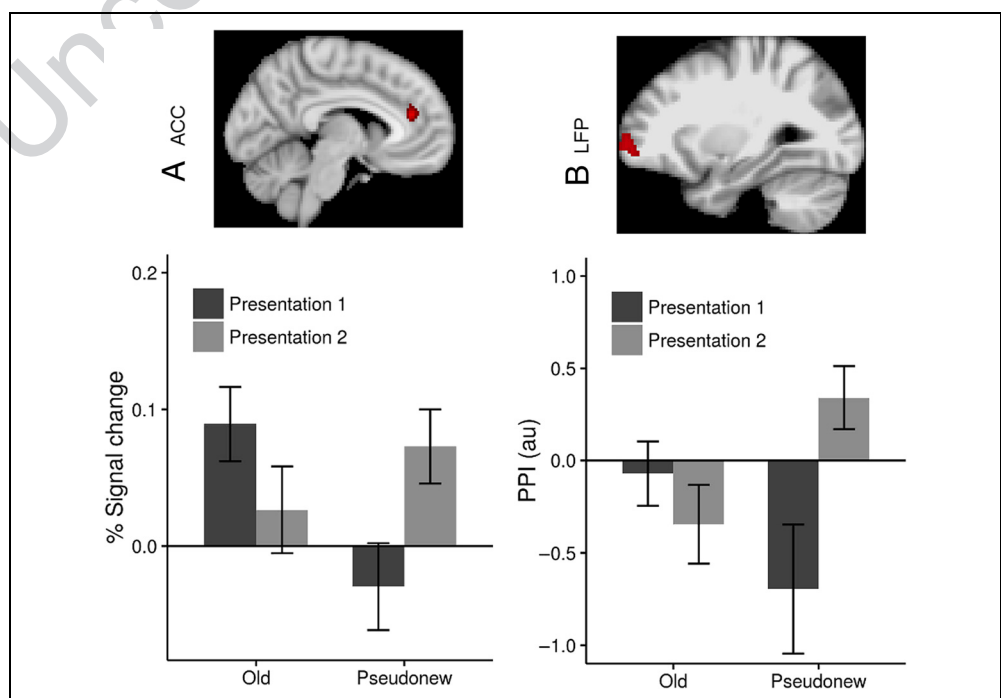 Unco
A ACC
B LFP
% Signal change
0.2
0.1
0.0
Presentation 1
Presentation 2
Old
Pseudonew
PPI (au)
1.0
0.5
0.0
−0.5
−1.0
Presentation 1
Presentation 2
Old
Pseudonew